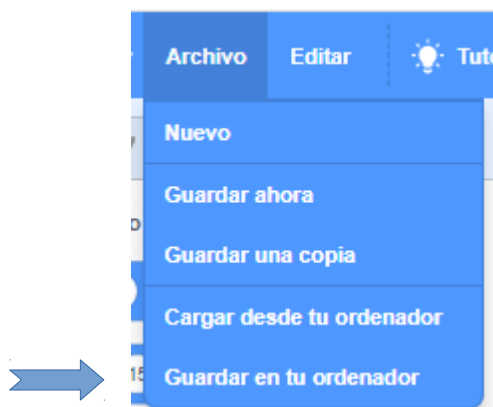 Archivo Editar
Nuevo
Guardar ahora
Guardar una copia
Cargar desde tu ordenador
Guardar en tu ordenador